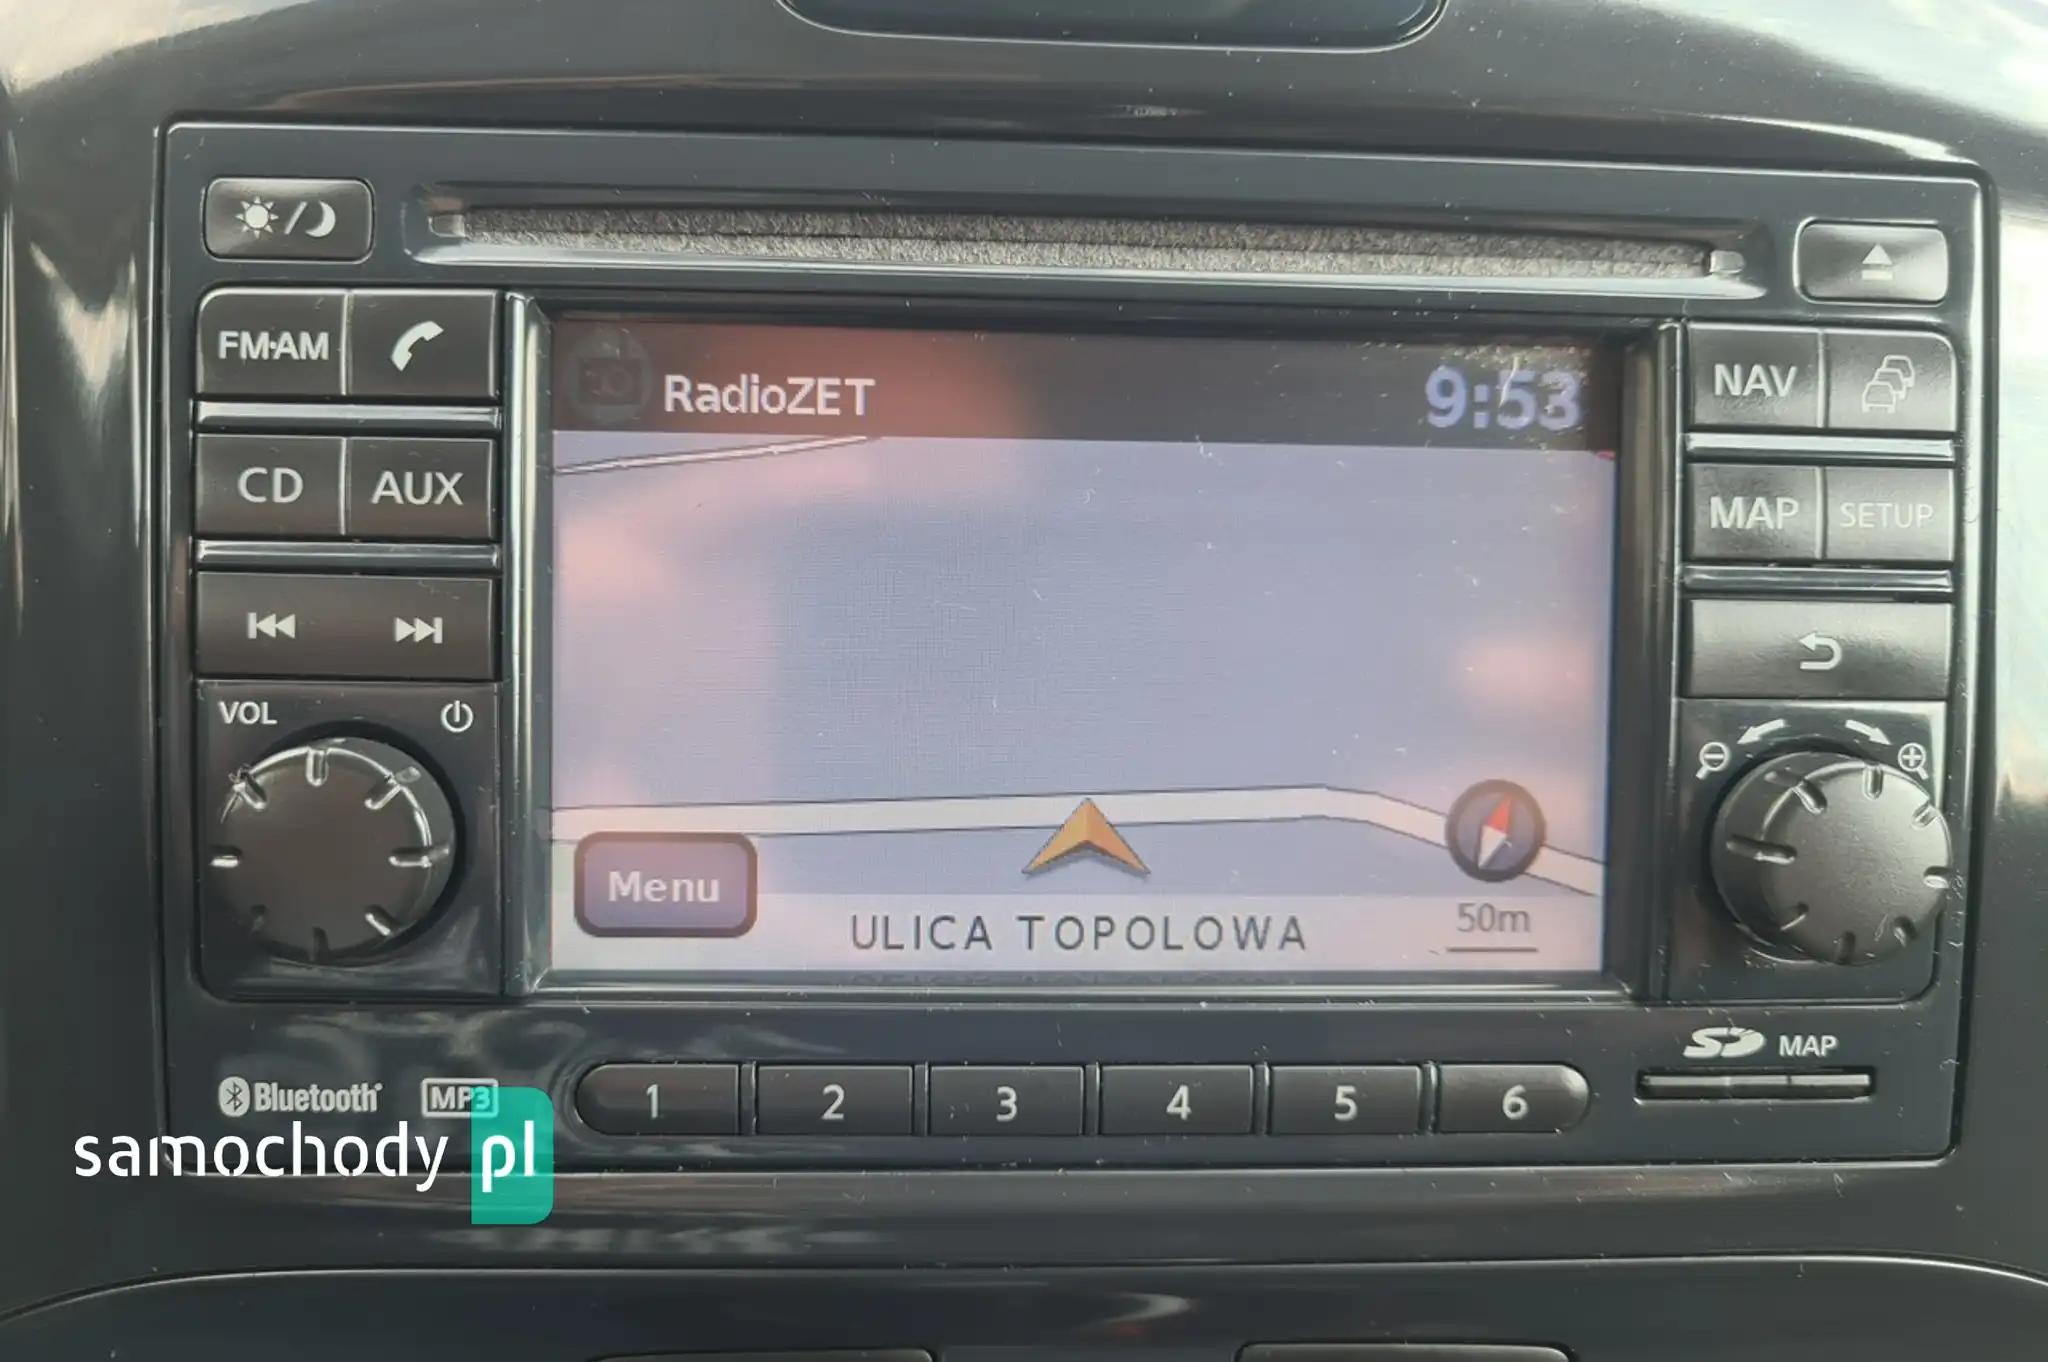 FM·AM
CD
AUX
VOL
RadioZET
9:53
Menu
ULICA TOPOLOWA
50m
NAV
MAP
SETUP
Bluetooth
MP3
1
2
3
4
5
6
SD MAP
samochody pl